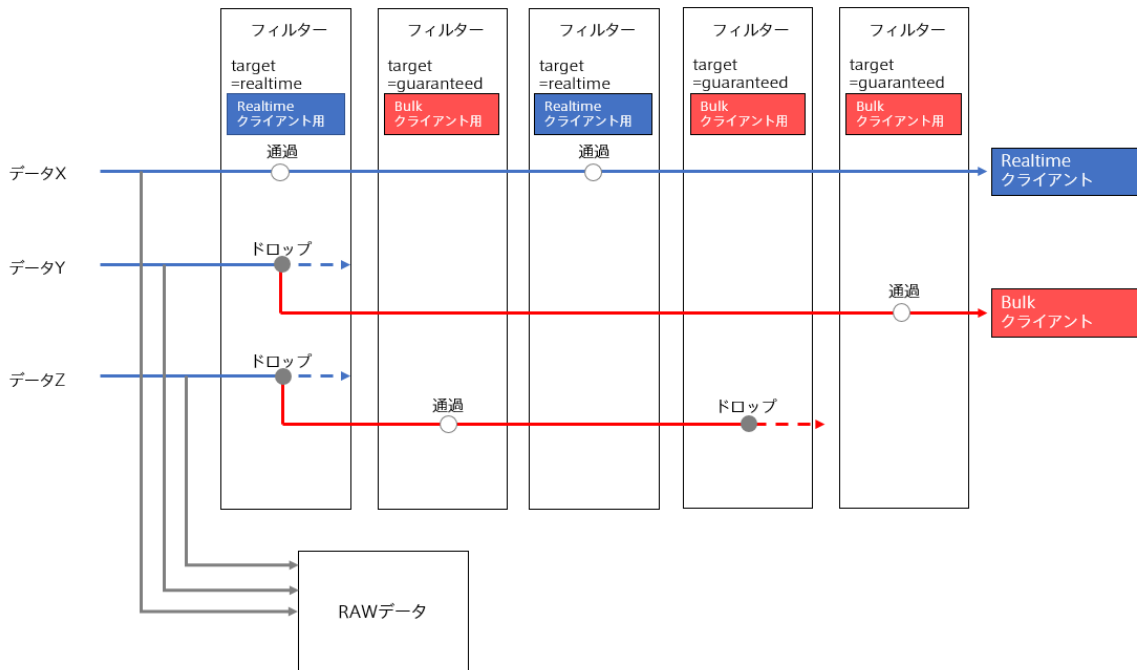 フィルター
target
=realtime
Realtime
クライアント用
フィルター
target
=guaranteed
Bulk
クライアント用
フィルター
target
=realtime
Realtime
クライアント用
フィルター
target
=guaranteed
Bulk
クライアント用
フィルター
target
=guaranteed
Bulk
クライアント用
データX
通過
通過
Realtime
クライアント
データY
ドロップ
通過
Bulk
クライアント
データZ
ドロップ
通過
ドロップ
RAWデータ